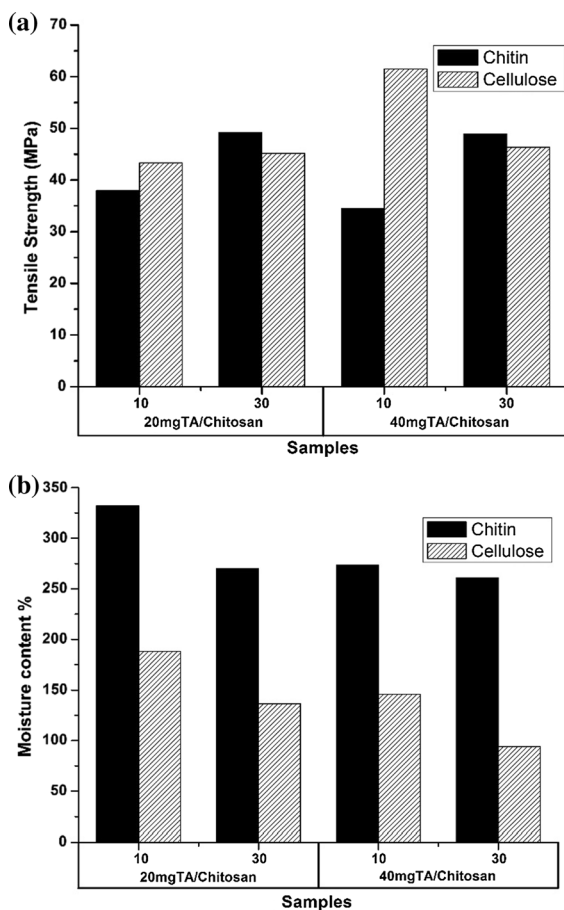 (a)
70
60
50
40
30
20
10
0
Tensile Strength (MPa)
Chitin
Cellulose
10 30 10 30
20mgTA/Chitosan 40mgTA/Chitosan
Samples
(b)
350
300
250
200
150
100
50
0
Moisture content %
Chitin
Cellulose
10 30 10 30
20mgTA/Chitosan 40mgTA/Chitosan
Samples